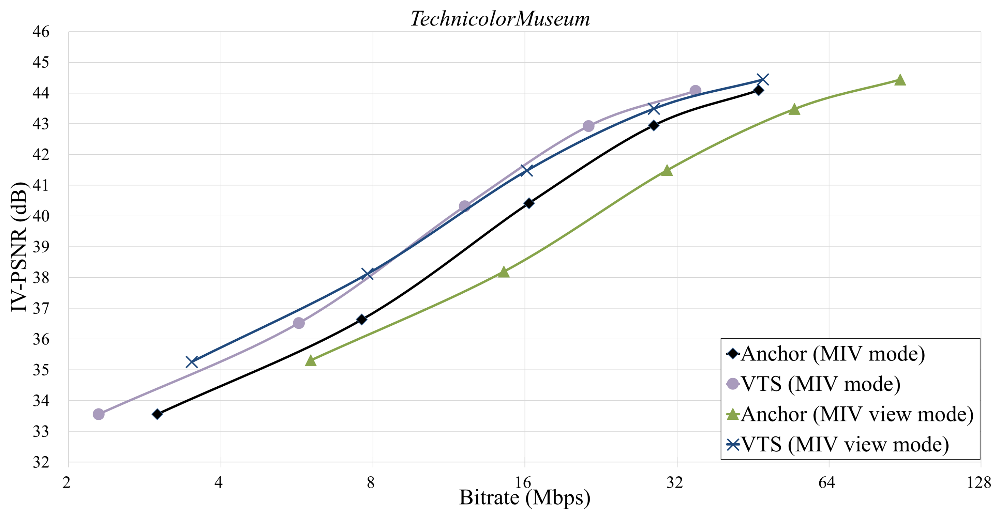 TechnicolorMuseum
46
45
44
43
42
41
40
39
38
37
36
35
34
33
32
IV-PSNR (dB)
Anchor (MIV mode)
VTS (MIV mode)
Anchor (MIV view mode)
VTS (MIV view mode)
2 4 8 16 32 64 128
Bitrate (Mbps)